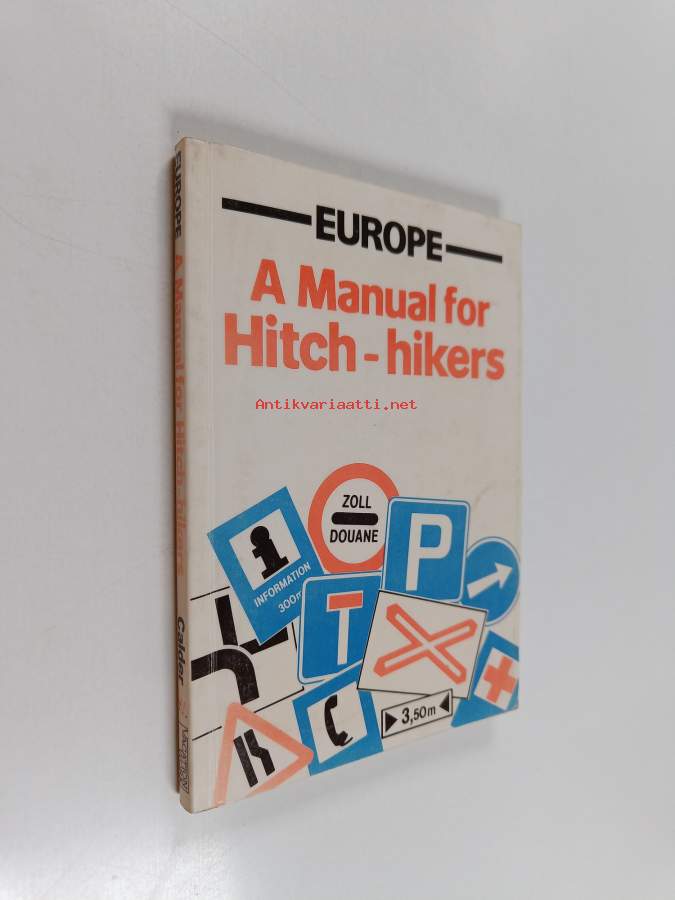 EUROPE
A Manual for
Hitch-hikers
Antikvariaatti.net
ZOLL
DOUANE
P
i
INFORMATION
300m
T
3,50m
EUROPE A Manual for Hitch-hikers Calder